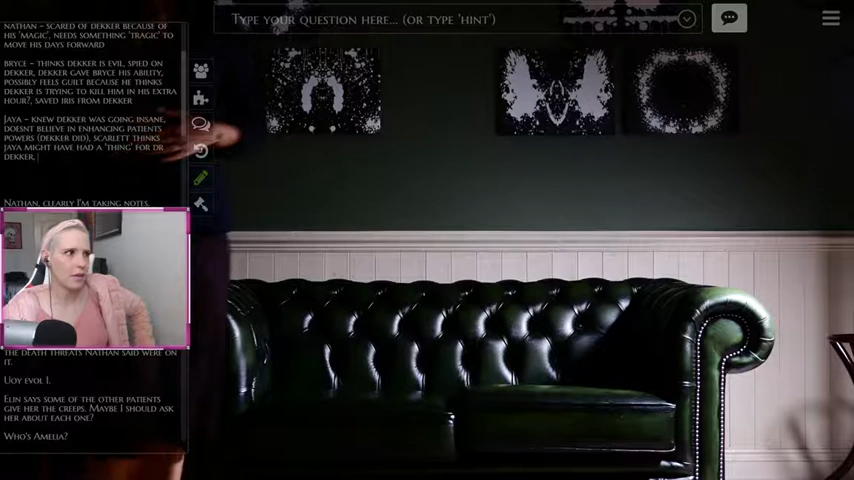 Nathan - scared of Dekker because of
his 'magic', needs something 'tragic' to
move his days forward
Bryce - thinks Dekker is evil, spied on
Dekker, Dekker gave Bryce his ability,
possibly feels guilt because he thinks
Dekker is trying to kill him in his extra
hour?, saved Iris from Dekker
Jaya - knew Dekker was going insane,
doesnt believe in enhancing patients
powers (Dekker did), Scarlett thinks
Jaya might have had a 'thing' for Dr
Dekker.
Nathan, clearly I'm taking notes.
the death threats Nathan said were on
it.
Uoy evol I.
Elin says some of the other patients
give her the creeps. Maybe I should ask
her about each one?
Who's Amelia?
Type your question here... (or type 'hint')